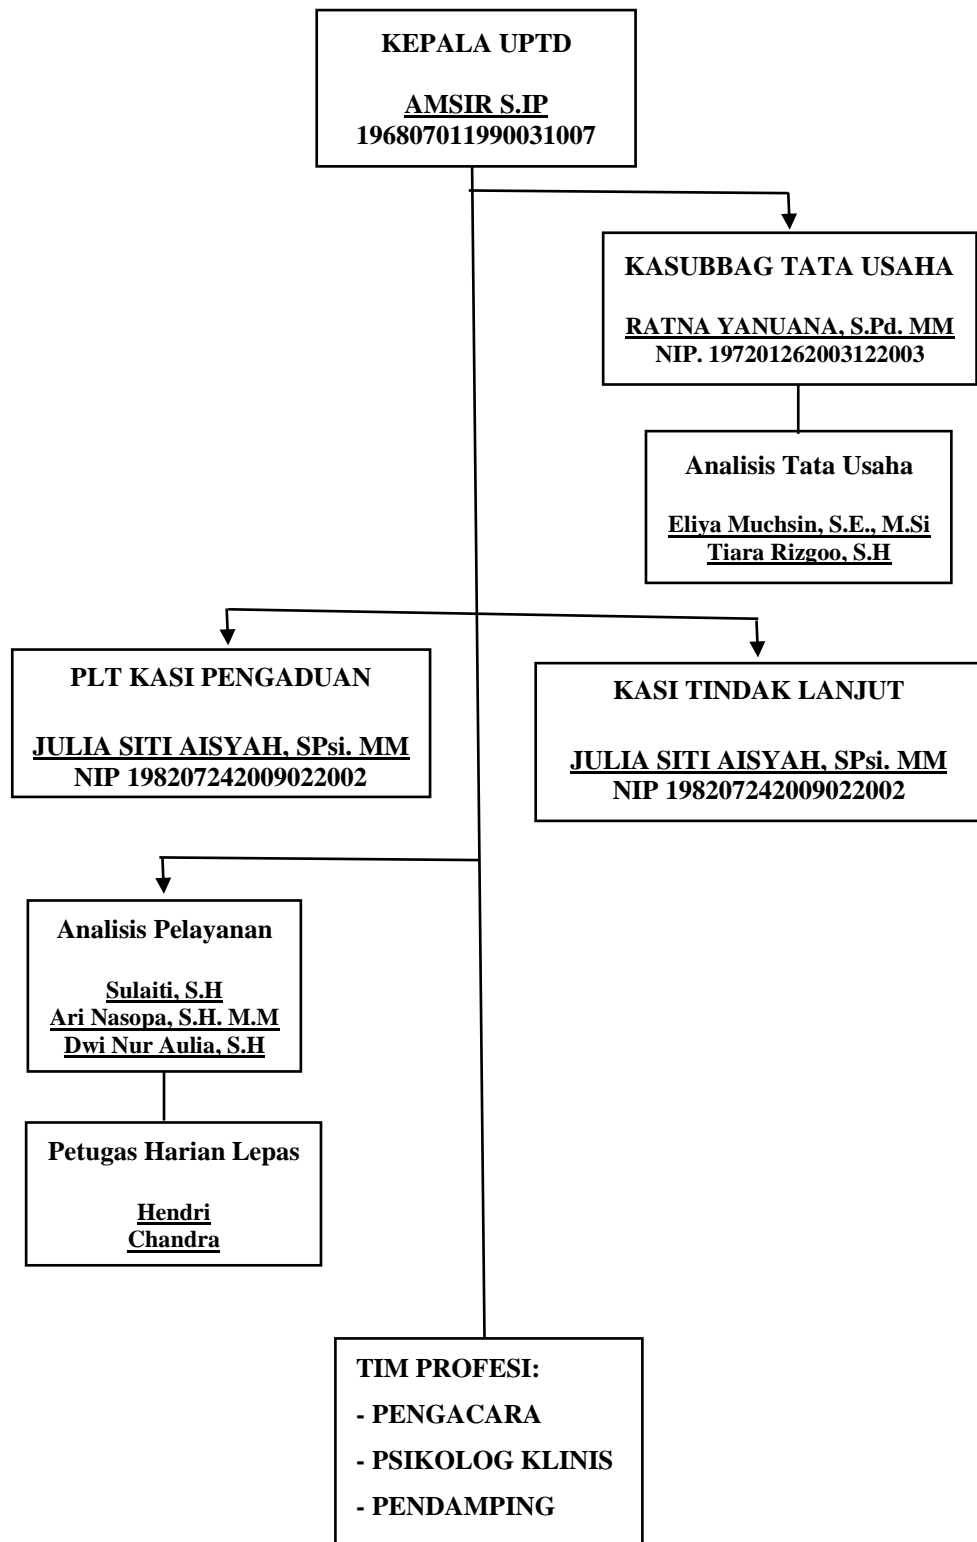 KEPALA UPTD
AMSIR S.IP
196807011990031007
KASUBBAG TATA USAHA
RATNA YANUANA, S.Pd. MM
NIP. 197201262003122003
Analisis Tata Usaha
Eliya Muchsin, S.E., M.Si
Tiara Rizgoo, S.H
PLT KASI PENGADUAN
JULIA SITI AISYAH, SPsi. MM
NIP 198207242009022002
KASI TINDAK LANJUT
JULIA SITI AISYAH, SPsi. MM
NIP 198207242009022002
Analisis Pelayanan
Sulaiti, S.H
Ari Nasopa, S.H. M.M
Dwi Nur Aulia, S.H
Petugas Harian Lepas
Hendri
Chandra
TIM PROFESI:
- PENGACARA
- PSIKOLOG KLINIS
- PENDAMPING